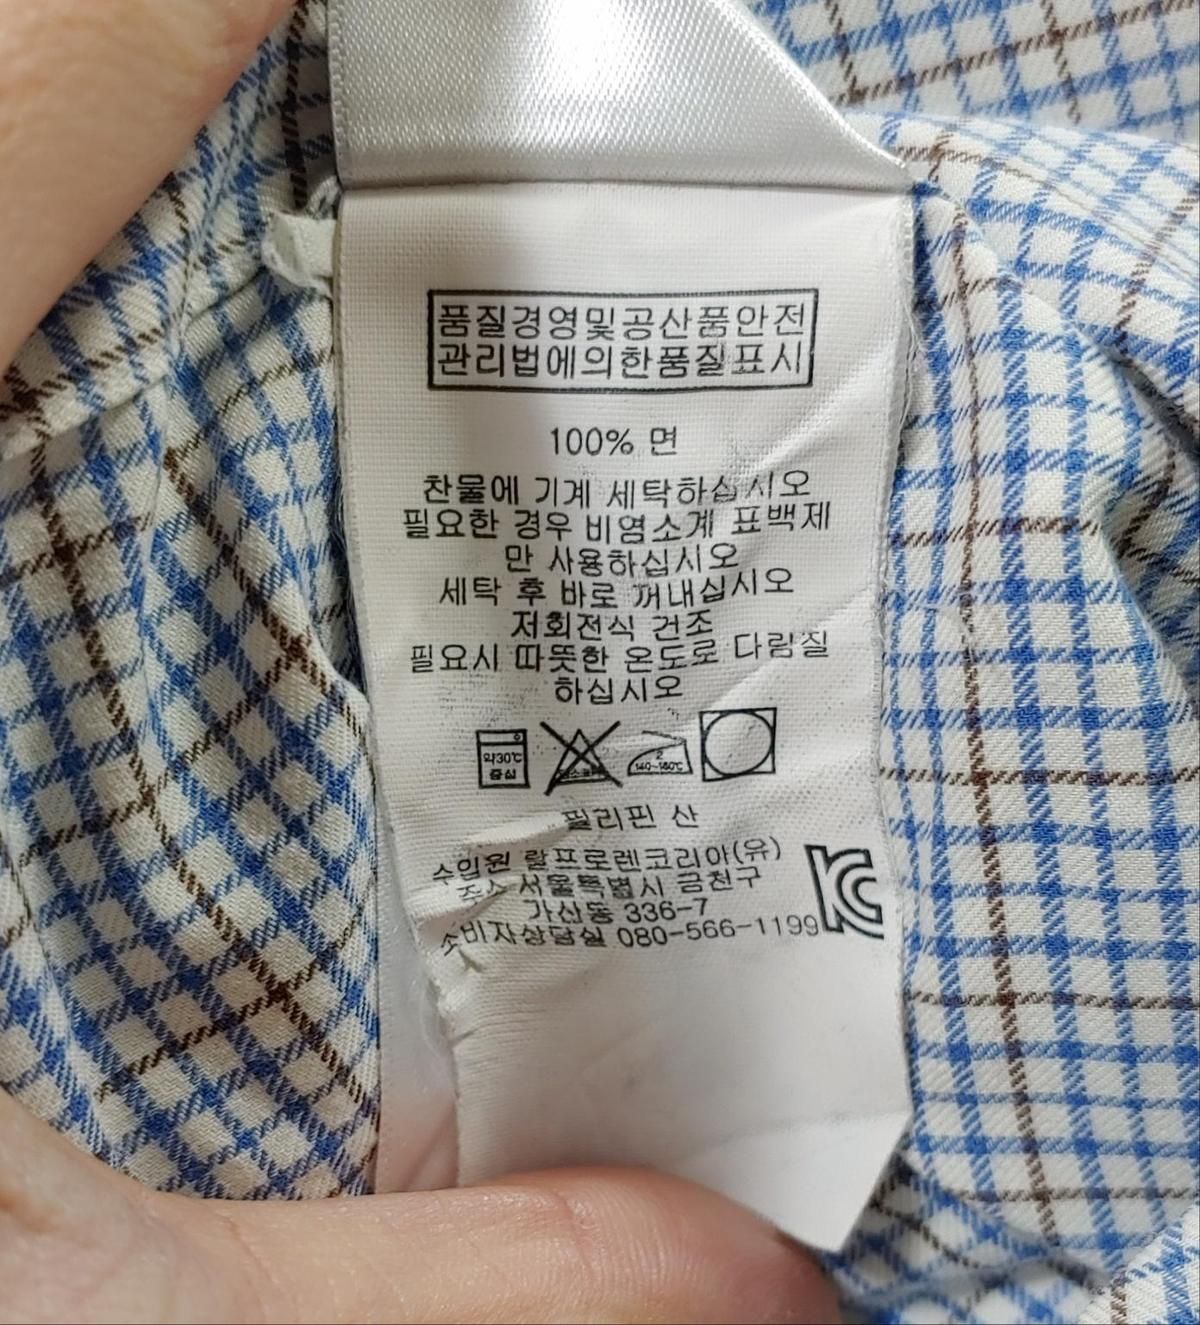 품질경영및공산품안전
관리법에의한품질표시
100% 면
찬물에 기계 세탁하십시오
필요한 경우 비염소계 표백제
만 사용하십시오
세탁 후 바로 꺼내십시오
저회전식 건조
필요시 따뜻한 온도로 다림질
하십시오
약30℃
중심
140~160℃
필리핀 산
수입원 랄프로렌코리아(유)
주소 서울특별시 금천구
가산동 336-7
소비자상담실 080-566-1199